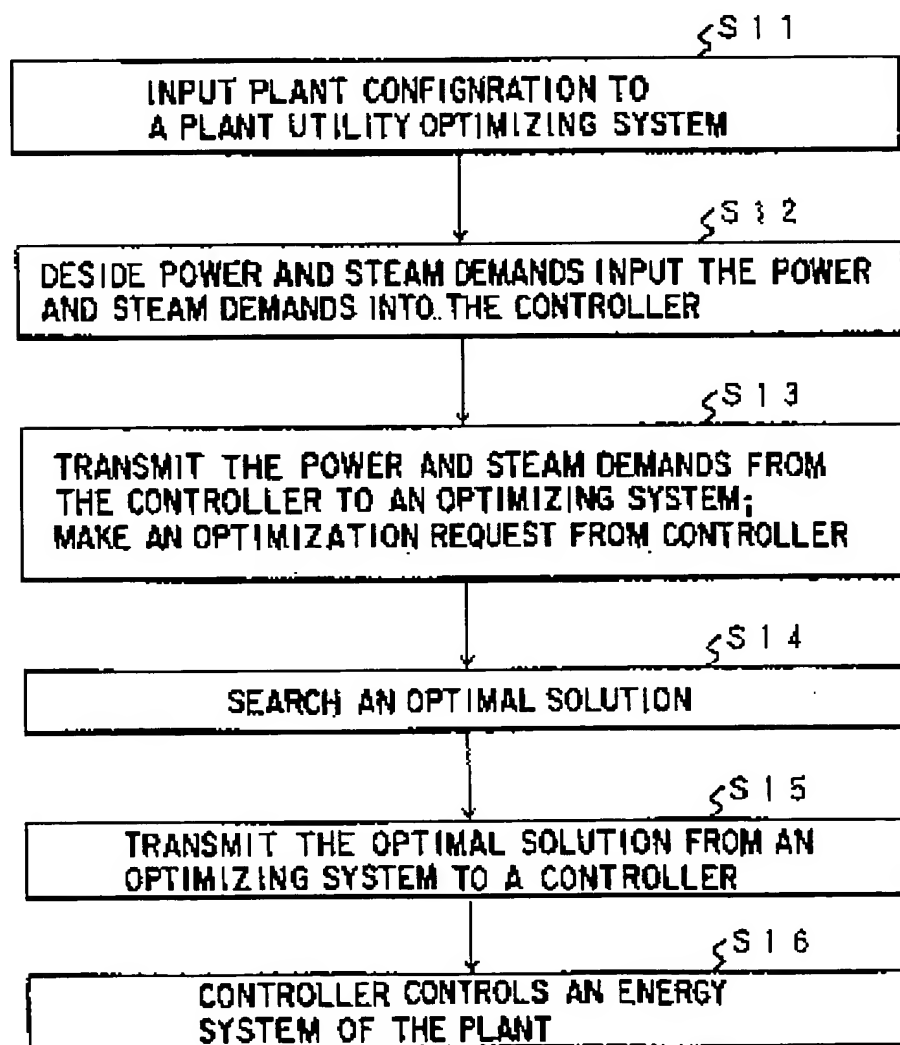 S11
INPUT PLANT CONFIGNRATION TO
A PLANT UTILITY OPTIMIZING SYSTEM
S12
DESIDE POWER AND STEAM DEMANDS INPUT THE POWER
AND STEAM DEMANDS INTO THE CONTROLLER
S13
TRANSMIT THE POWER AND STEAM DEMANDS FROM
THE CONTROLLER TO AN OPTIMIZING SYSTEM;
MAKE AN OPTIMIZATION REQUEST FROM CONTROLLER
S14
SEARCH AN OPTIMAL SOLUTION
S15
TRANSMIT THE OPTIMAL SOLUTION FROM AN
OPTIMIZING SYSTEM TO A CONTROLLER
S16
CONTROLLER CONTROLS AN ENERGY
SYSTEM OF THE PLANT